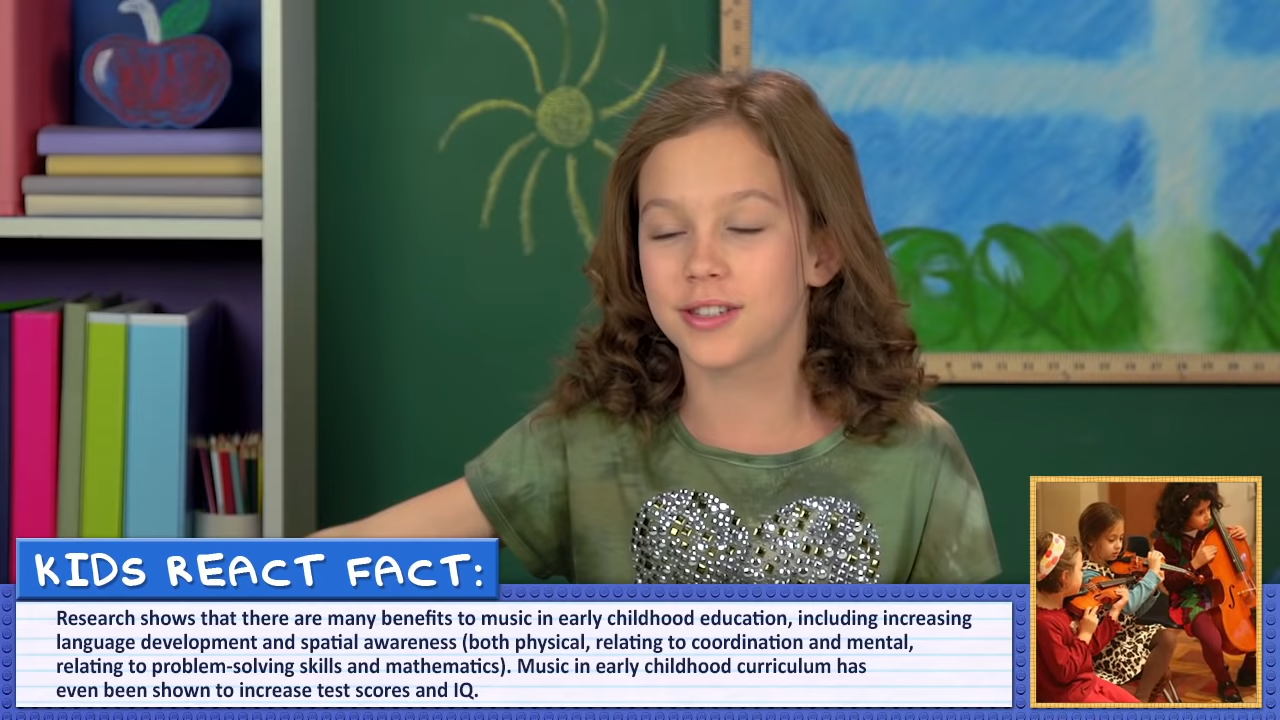 KIDS REACT FACT:
Research shows that there are many benefits to music in early childhood education, including increasing
language development and spatial awareness (both physical, relating to coordination and mental,
relating to problem-solving skills and mathematics). Music in early childhood curriculum has
even been shown to increase test scores and IQ.